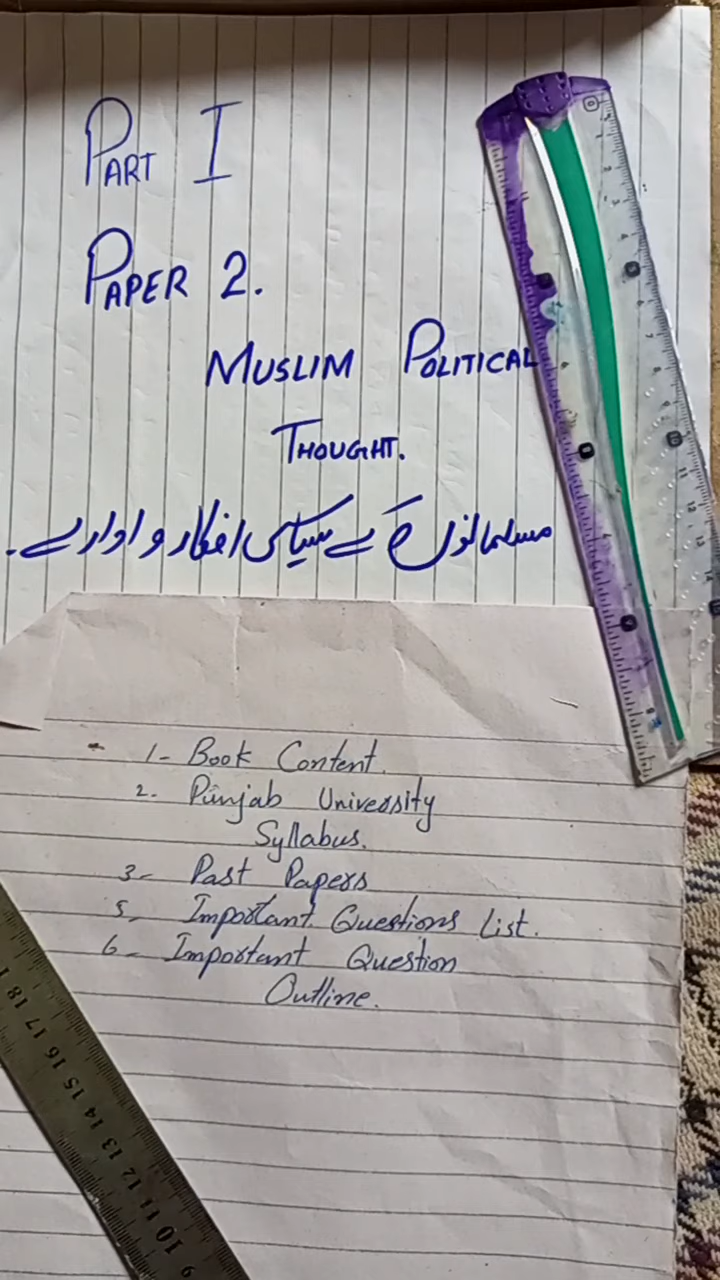 PART I
PAPER 2.
MUSLIM POLITICAL
THOUGHT.
مسلمانوں کے سیاسی افکار و ادارے۔
1- Book Content.
2. Punjab University
Syllabus.
3- Past Papers
5- Important Questions List.
6- Important Question
Outline.